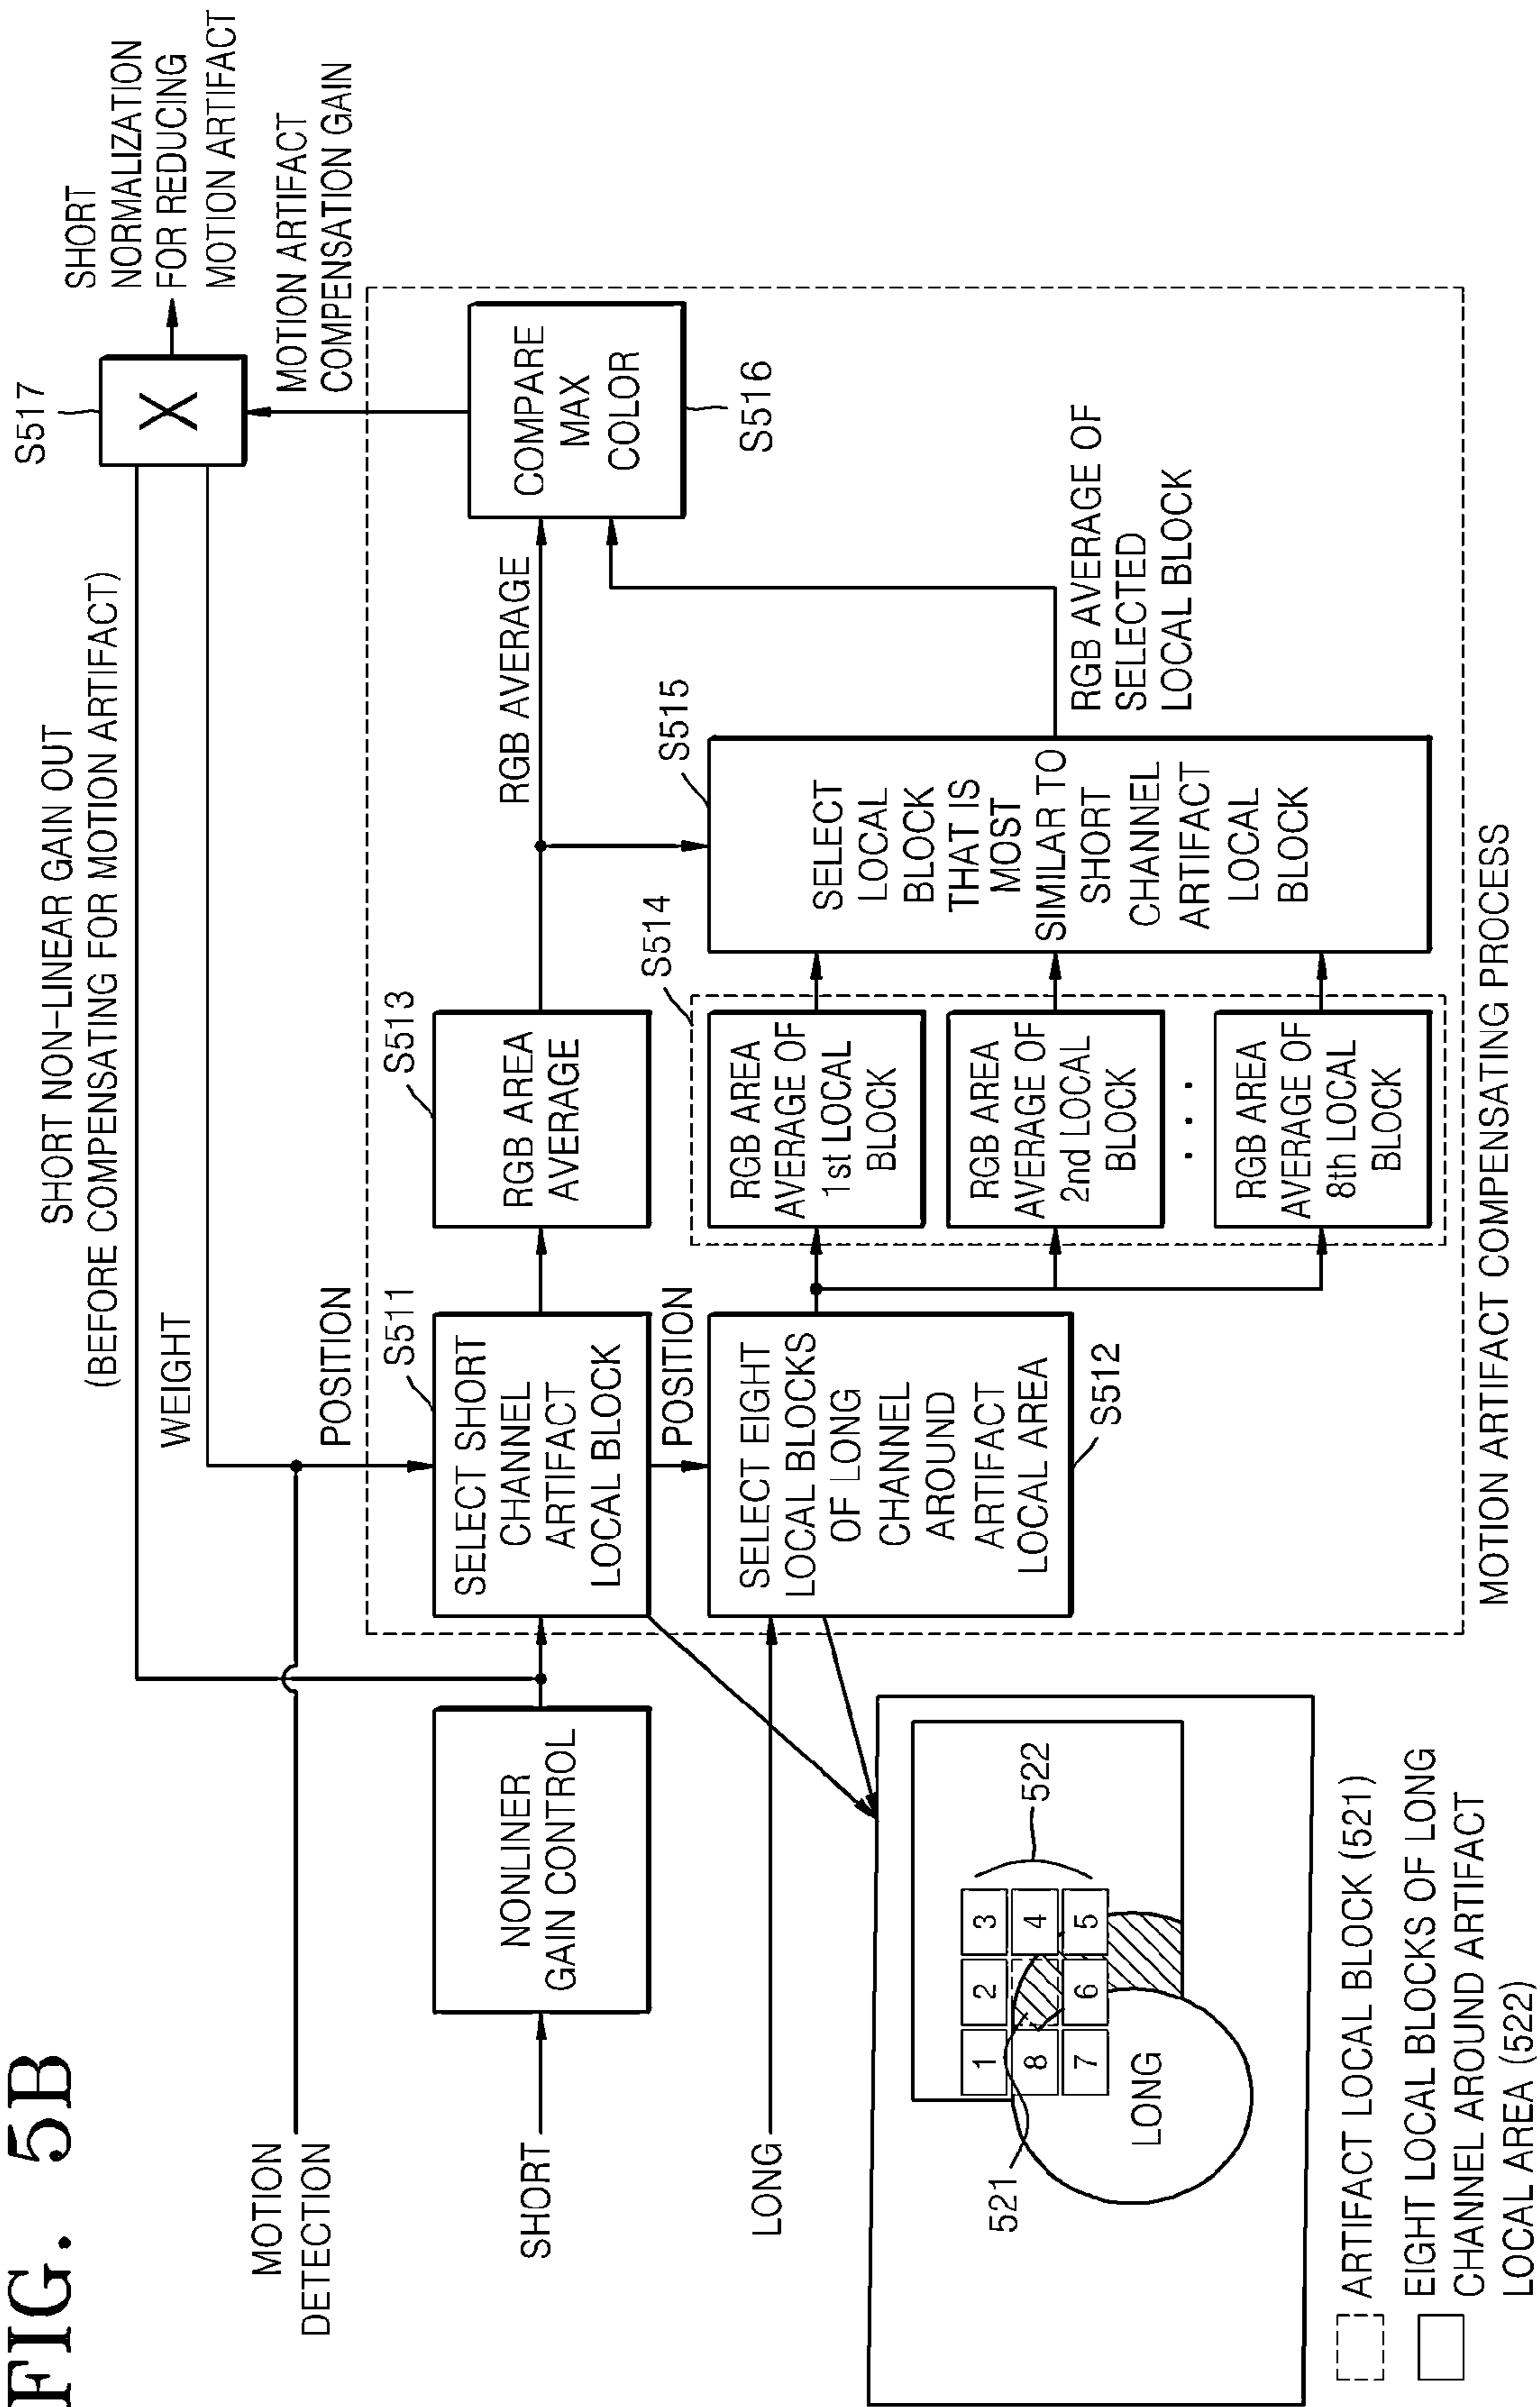 FIG. 5B
SHORT NON-LINEAR GAIN OUT
(BEFORE COMPENSATING FOR MOTION ARTIFACT)
WEIGHT
S517
X
SHORT
NORMALIZATION
FOR REDUCING
MOTION ARTIFACT
MOTION ARTIFACT
COMPENSATION GAIN
MOTION
DETECTION
POSITION
SHORT
NONLINER
GAIN CONTROL
S511
SELECT SHORT
CHANNEL
ARTIFACT
LOCAL BLOCK
S513
RGB AREA
AVERAGE
RGB AVERAGE
COMPARE
MAX
COLOR
S516
POSITION
LONG
SELECT EIGHT
LOCAL BLOCKS
OF LONG
CHANNEL
AROUND
ARTIFACT
LOCAL AREA
S512
S514
RGB AREA
AVERAGE OF
1st LOCAL
BLOCK
RGB AREA
AVERAGE OF
2nd LOCAL
BLOCK
. . .
RGB AREA
AVERAGE OF
8th LOCAL
BLOCK
S515
SELECT
LOCAL
BLOCK
THAT IS
MOST
SIMILAR TO
SHORT
CHANNEL
ARTIFACT
LOCAL
BLOCK
RGB AVERAGE OF
SELECTED
LOCAL BLOCK
521
1 2 3
8 4
7 6 5
522
LONG
MOTION ARTIFACT COMPENSATING PROCESS
ARTIFACT LOCAL BLOCK (521)
EIGHT LOCAL BLOCKS OF LONG
CHANNEL AROUND ARTIFACT
LOCAL AREA (522)